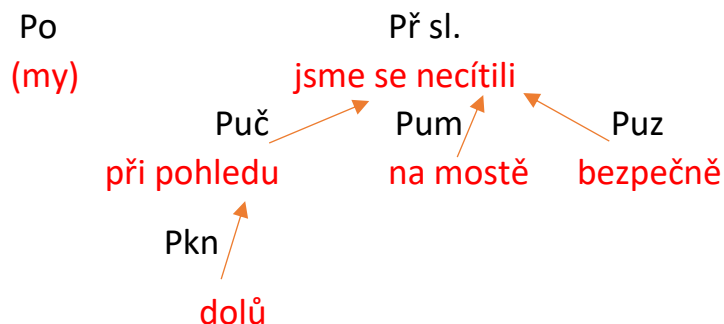 Po Př sl.
(my) jsme se necítili
Puč Pum Puz
při pohledu na mostě bezpečně
Pkn
dolů